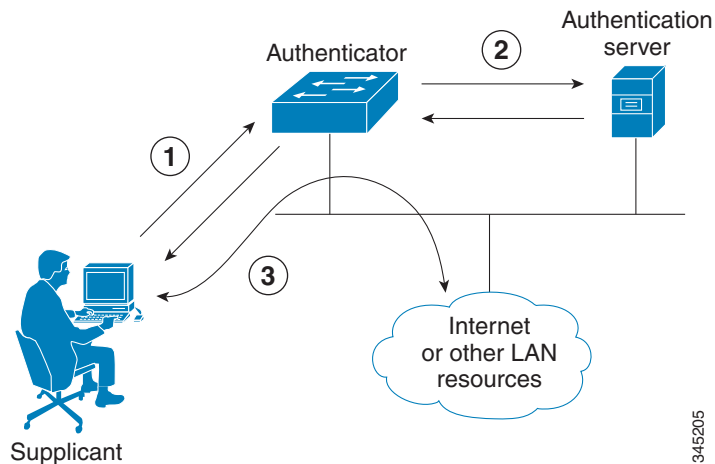 Authentication
server
Authenticator
2
1
3
Internet
or other LAN
resources
Supplicant
345205